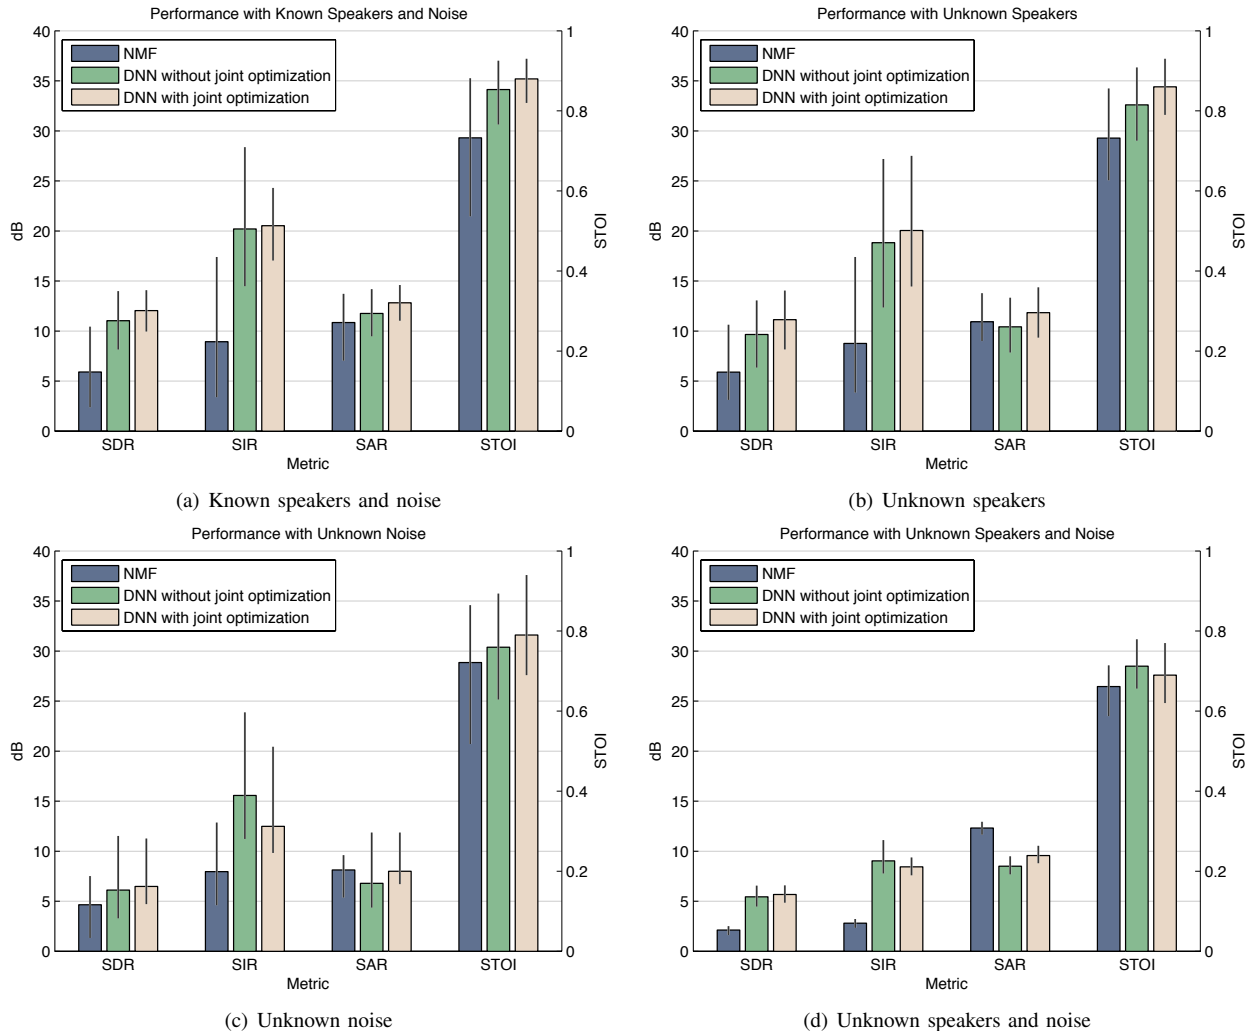 Performance with Known Speakers and Noise
40
35
30
25
20
15
10
5
0
dB
1
0.8
0.6
0.4
0.2
0
STOI
NMF
DNN without joint optimization
DNN with joint optimization
SDR SIR SAR STOI
Metric
(a) Known speakers and noise
Performance with Unknown Speakers
40
35
30
25
20
15
10
5
0
dB
1
0.8
0.6
0.4
0.2
0
STOI
NMF
DNN without joint optimization
DNN with joint optimization
SDR SIR SAR STOI
Metric
(b) Unknown speakers
Performance with Unknown Noise
40
35
30
25
20
15
10
5
0
dB
1
0.8
0.6
0.4
0.2
0
STOI
NMF
DNN without joint optimization
DNN with joint optimization
SDR SIR SAR STOI
Metric
(c) Unknown noise
Performance with Unknown Speakers and Noise
40
35
30
25
20
15
10
5
0
dB
1
0.8
0.6
0.4
0.2
0
STOI
NMF
DNN without joint optimization
DNN with joint optimization
SDR SIR SAR STOI
Metric
(d) Unknown speakers and noise